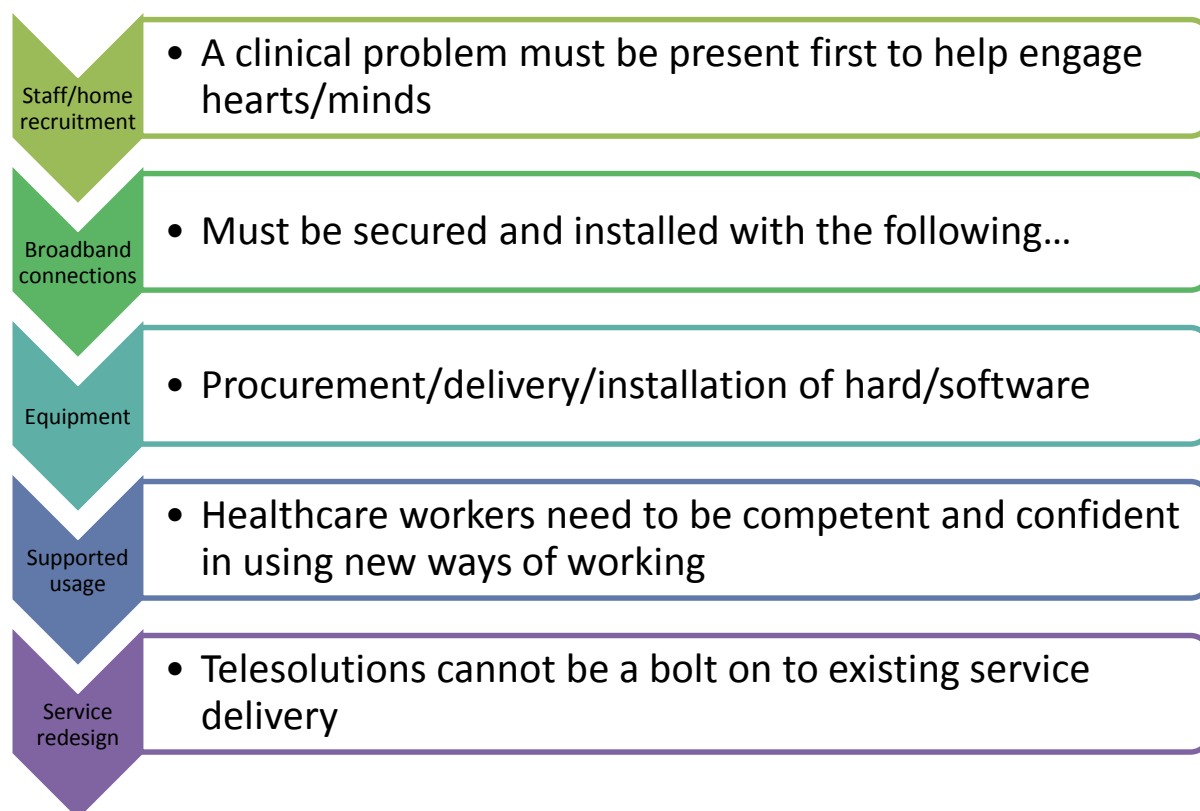 Staff/home
recruitment
• A clinical problem must be present first to help engage
hearts/minds
Broadband
connections
• Must be secured and installed with the following…
Equipment
• Procurement/delivery/installation of hard/software
Supported
usage
• Healthcare workers need to be competent and confident
in using new ways of working
Service
redesign
• Telesolutions cannot be a bolt on to existing service
delivery